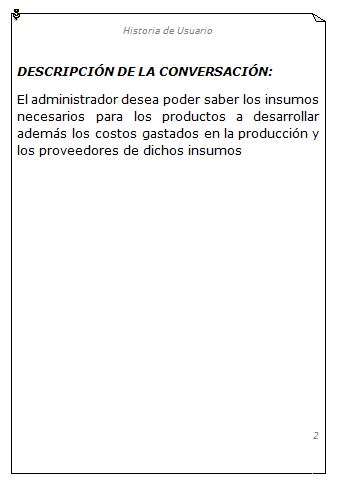 Historia de Usuario
DESCRIPCIÓN DE LA CONVERSACIÓN:
El administrador desea poder saber los insumos
necesarios para los productos a desarrollar
además los costos gastados en la producción y
los proveedores de dichos insumos
2